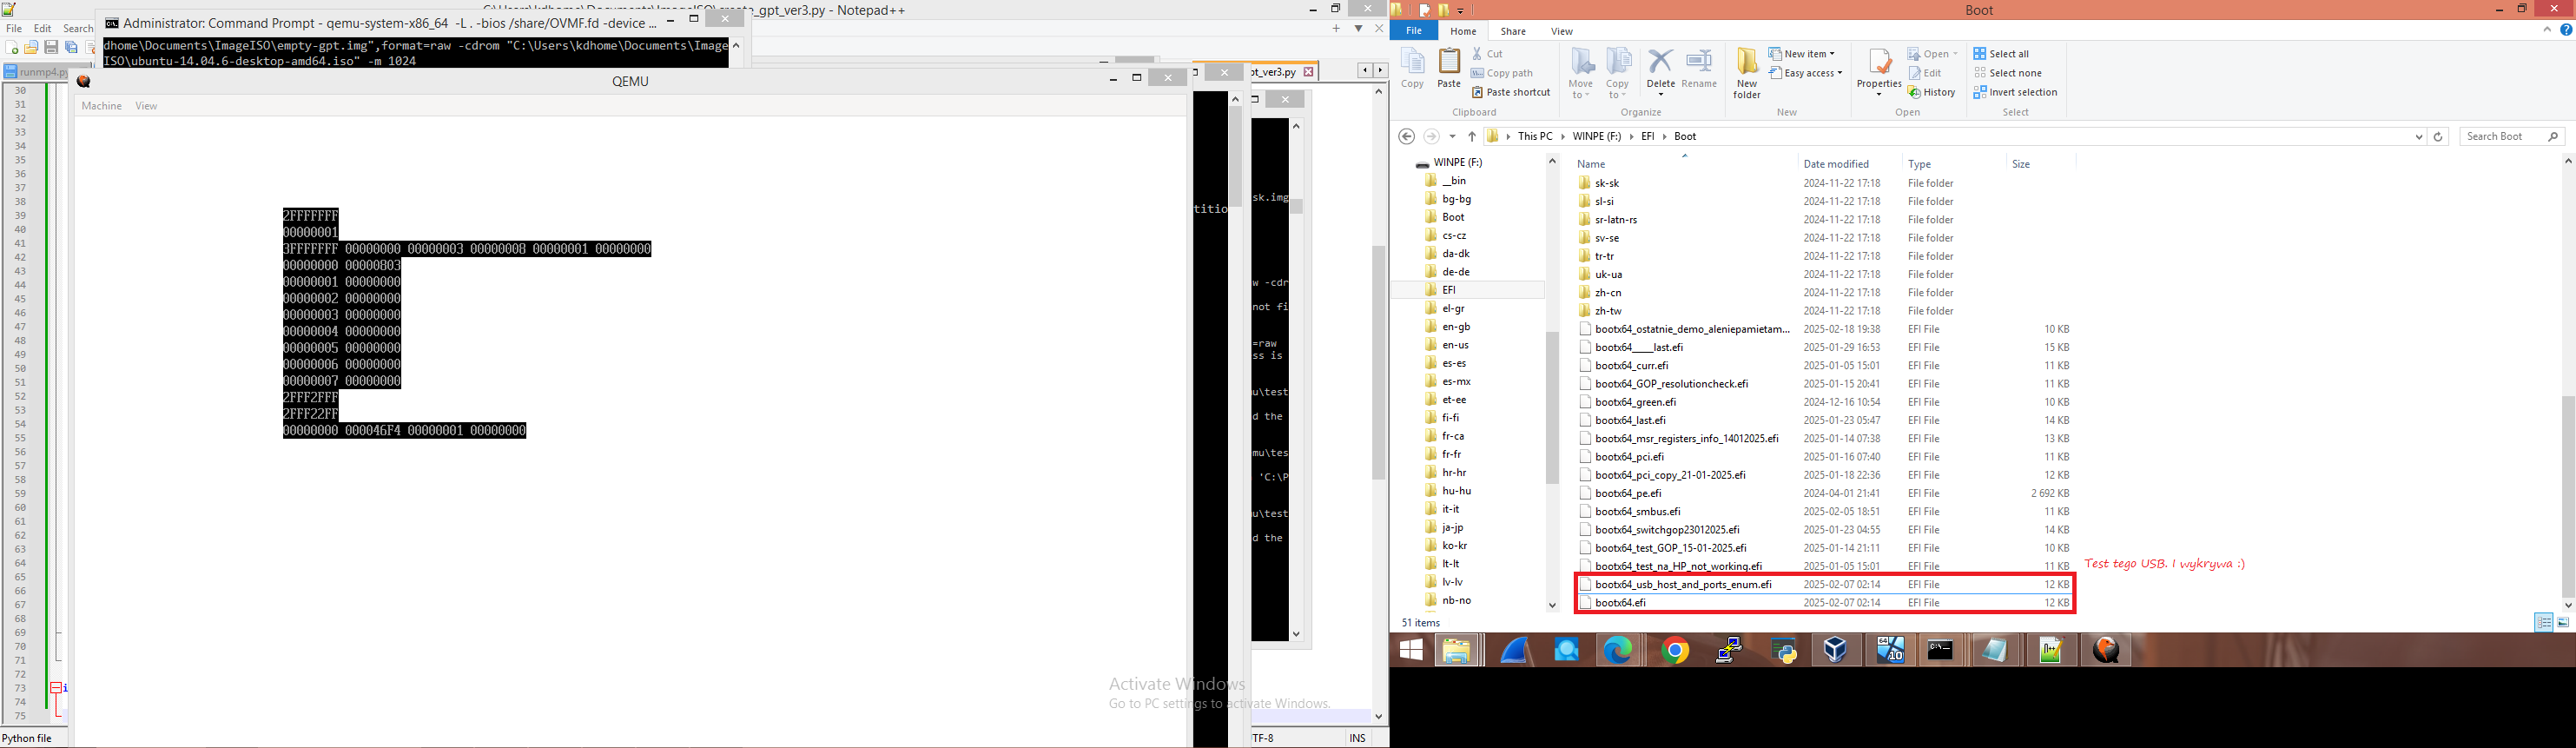 C:\Users\kdhome\Documents\ImageISO\create_gpt_ver3.py - Notepad++
Administrator: Command Prompt - qemu-system-x86_64 -L . -bios /share/OVMF.fd -device ...
File Edit Search
dhome\Documents\ImageISO\empty-gpt.img",format=raw -cdrom "C:\Users\kdhome\Documents\Image
ISO\ubuntu-14.04.6-desktop-amd64.iso" -m 1024
runmp4.py
pt_ver3.py
QEMU
Machine View
30
31
32
33
34
35
36
37
38
39
40
41
42
43
44
45
46
47
48
49
50
51
52
53
54
55
56
57
58
59
60
61
62
63
64
65
66
67
68
69
70
71
72
73
74
75
2FFFFFFF
00000001
3FFFFFFF 00000000 00000003 00000008 00000001 00000000
00000000 00000803
00000001 00000000
00000002 00000000
00000003 00000000
00000004 00000000
00000005 00000000
00000006 00000000
00000007 00000000
2FFF2FFF
2FFF22FF
00000000 000046F4 00000001 00000000
sk.img
titio
w -cdr
not fi
=raw
ss is
mu\test
d the
mu\tes
'C:\P
mu\test
d the
Activate Windows
Go to PC settings to activate Windows.
Python file
UTF-8
INS
Boot
File Home Share View
Copy
Paste
Cut
Copy path
Paste shortcut
Clipboard
Move to
Copy to
Delete
Rename
Organize
New folder
New item
Easy access
New
Properties
Open
Edit
History
Open
Select all
Select none
Invert selection
Select
This PC
WINPE (F:)
EFI
Boot
Search Boot
WINPE (F:)
__bin
bg-bg
Boot
cs-cz
da-dk
de-de
EFI
el-gr
en-gb
en-us
es-es
es-mx
et-ee
fi-fi
fr-ca
fr-fr
hr-hr
hu-hu
it-it
ja-jp
ko-kr
lt-lt
lv-lv
nb-no
Name Date modified Type Size
sk-sk 2024-11-22 17:18 File folder
sl-si 2024-11-22 17:18 File folder
sr-latn-rs 2024-11-22 17:18 File folder
sv-se 2024-11-22 17:18 File folder
tr-tr 2024-11-22 17:18 File folder
uk-ua 2024-11-22 17:18 File folder
zh-cn 2024-11-22 17:18 File folder
zh-tw 2024-11-22 17:18 File folder
bootx64_ostatnie_demo_aleniepamietam... 2025-02-18 19:38 EFI File 10 KB
bootx64____last.efi 2025-01-29 16:53 EFI File 15 KB
bootx64_curr.efi 2025-01-05 15:01 EFI File 11 KB
bootx64_GOP_resolutioncheck.efi 2025-01-15 20:41 EFI File 11 KB
bootx64_green.efi 2024-12-16 10:54 EFI File 10 KB
bootx64_last.efi 2025-01-23 05:47 EFI File 14 KB
bootx64_msr_registers_info_14012025.efi 2025-01-14 07:38 EFI File 13 KB
bootx64_pci.efi 2025-01-16 07:40 EFI File 11 KB
bootx64_pci_copy_21-01-2025.efi 2025-01-18 22:36 EFI File 12 KB
bootx64_pe.efi 2024-04-01 21:41 EFI File 2 692 KB
bootx64_smbus.efi 2025-02-05 18:51 EFI File 11 KB
bootx64_switchgop23012025.efi 2025-01-23 04:55 EFI File 14 KB
bootx64_test_GOP_15-01-2025.efi 2025-01-14 21:11 EFI File 10 KB
bootx64_test_na_HP_not_working.efi 2025-01-05 15:01 EFI File 11 KB
Test tego USB. I wykrywa :)
bootx64_usb_host_and_ports_enum.efi 2025-02-07 02:14 EFI File 12 KB
bootx64.efi 2025-02-07 02:14 EFI File 12 KB
51 items